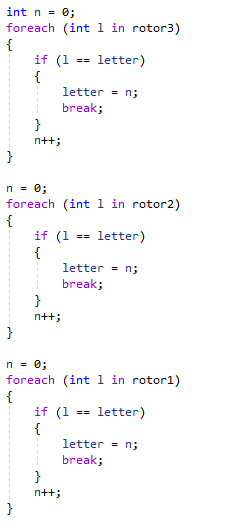 int n = 0;
foreach (int l in rotor3)
{
    if (l == letter)
    {
        letter = n;
        break;
    }
    n++;
}

n = 0;
foreach (int l in rotor2)
{
    if (l == letter)
    {
        letter = n;
        break;
    }
    n++;
}

n = 0;
foreach (int l in rotor1)
{
    if (l == letter)
    {
        letter = n;
        break;
    }
    n++;
}